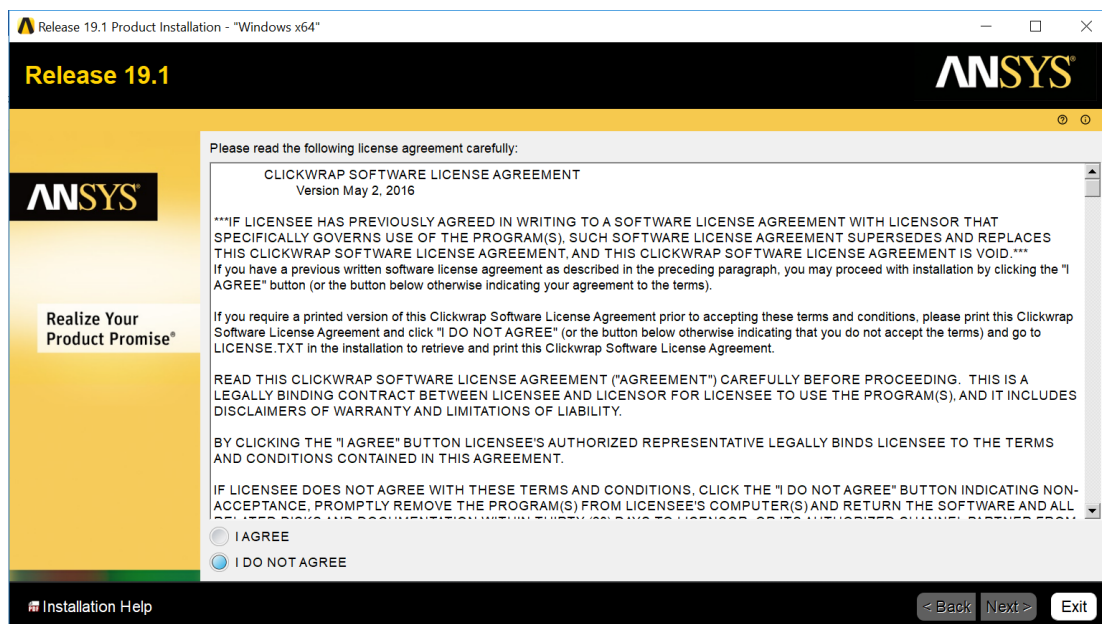 Release 19.1 Product Installation - "Windows x64"
Release 19.1
ANSYS®
Please read the following license agreement carefully:
CLICKWRAP SOFTWARE LICENSE AGREEMENT
Version May 2, 2016
***IF LICENSEE HAS PREVIOUSLY AGREED IN WRITING TO A SOFTWARE LICENSE AGREEMENT WITH LICENSOR THAT
SPECIFICALLY GOVERNS USE OF THE PROGRAM(S), SUCH SOFTWARE LICENSE AGREEMENT SUPERSEDES AND REPLACES
THIS CLICKWRAP SOFTWARE LICENSE AGREEMENT, AND THIS CLICKWRAP SOFTWARE LICENSE AGREEMENT IS VOID.***
If you have a previous written software license agreement as described in the preceding paragraph, you may proceed with installation by clicking the "I
AGREE" button (or the button below otherwise indicating your agreement to the terms).
If you require a printed version of this Clickwrap Software License Agreement prior to accepting these terms and conditions, please print this Clickwrap
Software License Agreement and click "I DO NOT AGREE" (or the button below otherwise indicating that you do not accept the terms) and go to
LICENSE.TXT in the installation to retrieve and print this Clickwrap Software License Agreement.
READ THIS CLICKWRAP SOFTWARE LICENSE AGREEMENT ("AGREEMENT") CAREFULLY BEFORE PROCEEDING. THIS IS A
LEGALLY BINDING CONTRACT BETWEEN LICENSEE AND LICENSOR FOR LICENSEE TO USE THE PROGRAM(S), AND IT INCLUDES
DISCLAIMERS OF WARRANTY AND LIMITATIONS OF LIABILITY.
BY CLICKING THE "I AGREE" BUTTON LICENSEE'S AUTHORIZED REPRESENTATIVE LEGALLY BINDS LICENSEE TO THE TERMS
AND CONDITIONS CONTAINED IN THIS AGREEMENT.
IF LICENSEE DOES NOT AGREE WITH THESE TERMS AND CONDITIONS, CLICK THE "I DO NOT AGREE" BUTTON INDICATING NON-
ACCEPTANCE, PROMPTLY REMOVE THE PROGRAM(S) FROM LICENSEE'S COMPUTER(S) AND RETURN THE SOFTWARE AND ALL
ANSYS®
Realize Your
Product Promise®
I AGREE
I DO NOT AGREE
Installation Help
< Back
Next >
Exit